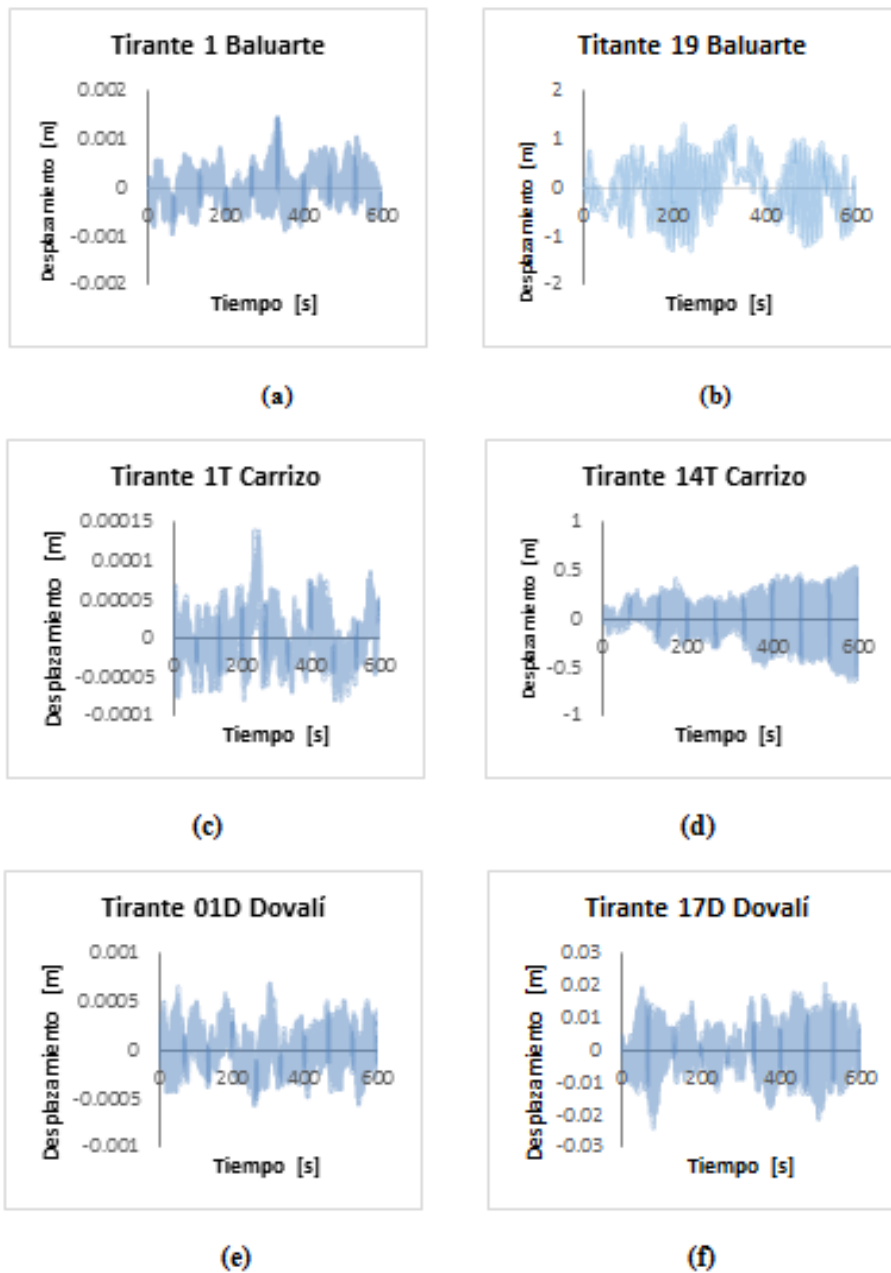 Tirante 1 Baluarte
0.002
0.001
0
-0.001
-0.002
0 200 400 600
Desplazamiento [m]
Tiempo [s]
(a)
Titante 19 Baluarte
2
1
0
-1
-2
0 200 400 600
Desplazamiento [m]
Tiempo [s]
(b)
Tirante 1T Carrizo
0.00015
0.0001
0.00005
0
-0.00005
-0.0001
0 200 400 600
Desplazamiento [m]
Tiempo [s]
(c)
Tirante 14T Carrizo
1
0.5
0
-0.5
-1
0 200 400 600
Desplazamiento [m]
Tiempo [s]
(d)
Tirante 01D Dovalí
0.001
0.0005
0
-0.0005
-0.001
0 200 400 600
Desplazamiento [m]
Tiempo [s]
(e)
Tirante 17D Dovalí
0.03
0.02
0.01
0
-0.01
-0.02
-0.03
0 200 400 600
Desplazamiento [m]
Tiempo [s]
(f)